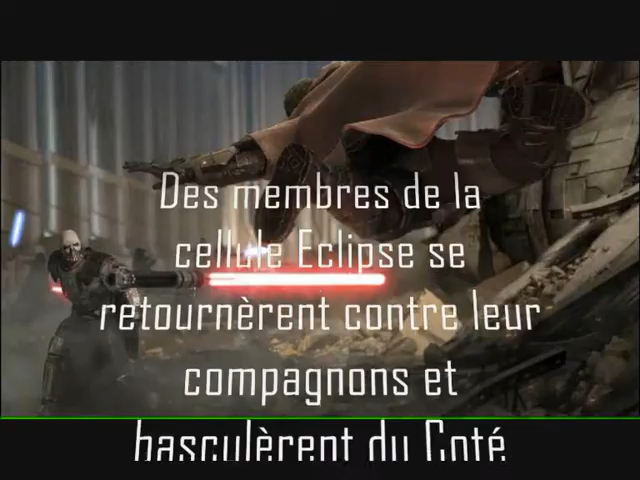 Des membres de la
cellule Eclipse se
retournèrent contre leur
compagnons et
basculèrent du Coté